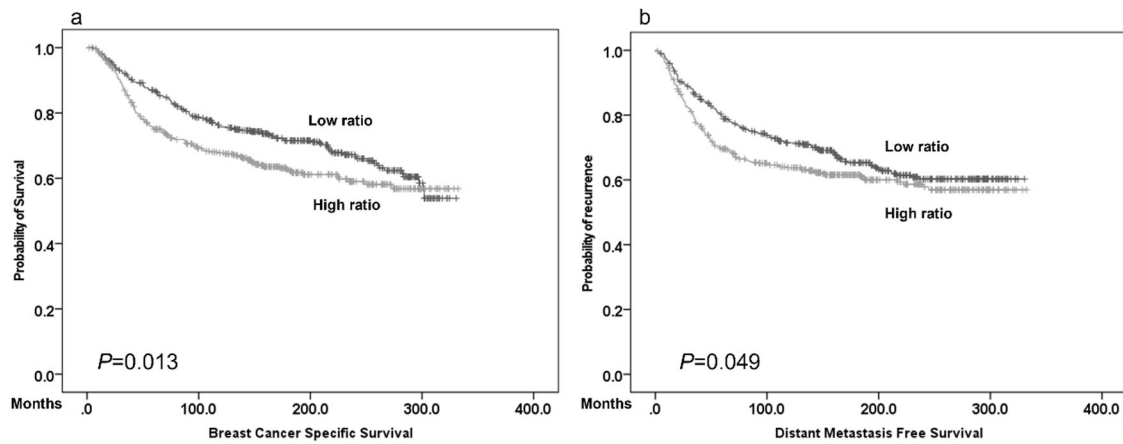 a
Probability of Survival
1.0
0.8
0.6
0.4
0.2
0.0
Low ratio
High ratio
P=0.013
Months
.0 100.0 200.0 300.0 400.0
Breast Cancer Specific Survival
b
Probability of recurrence
1.0
0.8
0.6
0.4
0.2
0.0
Low ratio
High ratio
P=0.049
Months
.0 100.0 200.0 300.0 400.0
Distant Metastasis Free Survival